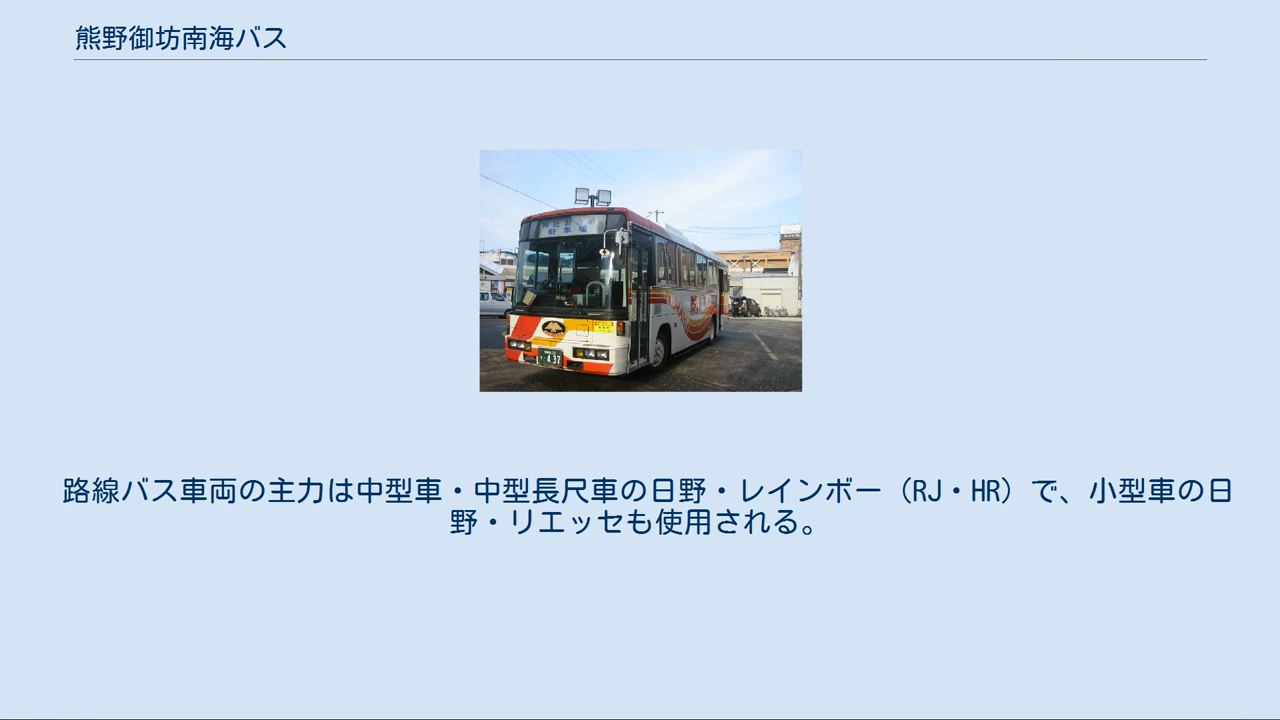 熊野御坊南海バス
437
路線バス車両の主力は中型車・中型長尺車の日野・レインボー（RJ・HR）で、小型車の日
野・リエッセも使用される。